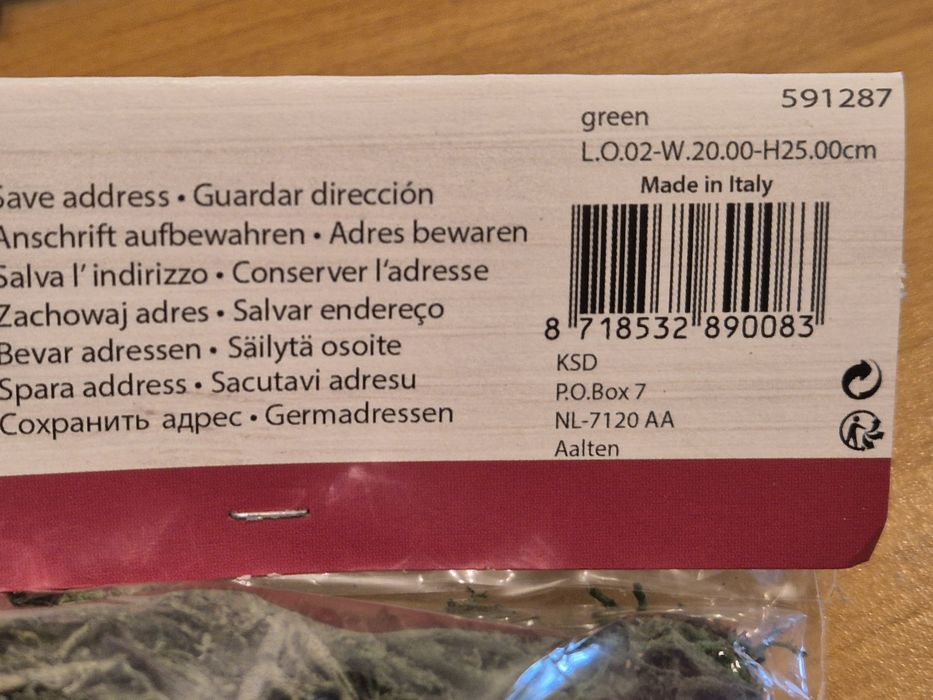 591287
green
L.O.02-W.20.00-H25.00cm
Made in Italy
Save address • Guardar dirección
Anschrift aufbewahren • Adres bewaren
Salva l' indirizzo • Conserver l‘adresse
Zachowaj adres • Salvar endereço
Bevar adressen • Säilytä osoite
Spara address • Sacutavi adresu
Сохранить адрес • Germadressen
8 718532 890083
KSD
P.O.Box 7
NL-7120 AA
Aalten